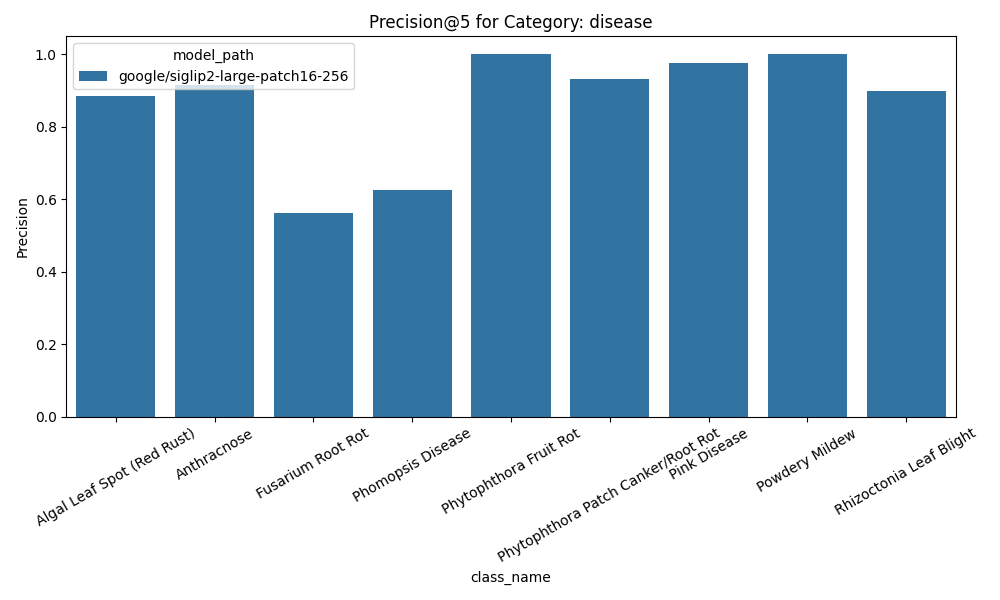 Precision@5 for Category: disease
model_path
google/siglip2-large-patch16-256
Precision
1.0
0.8
0.6
0.4
0.2
0.0
Algal Leaf Spot (Red Rust)
Anthracnose
Fusarium Root Rot
Phomopsis Disease
Phytophthora Fruit Rot
Phytophthora Patch Canker/Root Rot
Pink Disease
Powdery Mildew
Rhizoctonia Leaf Blight
class_name